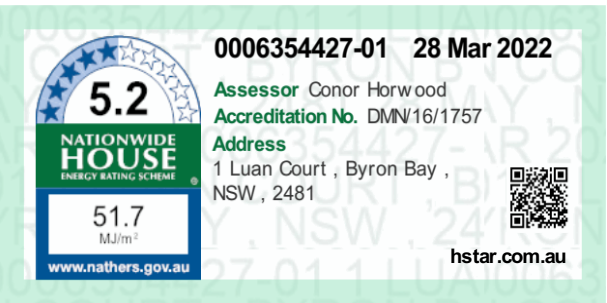 0006354427-01 28 Mar 2022
5.2
NATIONWIDE
HOUSE
ENERGY RATING SCHEME
®
51.7
MJ/m²
www.nathers.gov.au
Assessor Conor Horwood
Accreditation No. DMN/16/1757
Address
1 Luan Court , Byron Bay ,
NSW , 2481
hstar.com.au